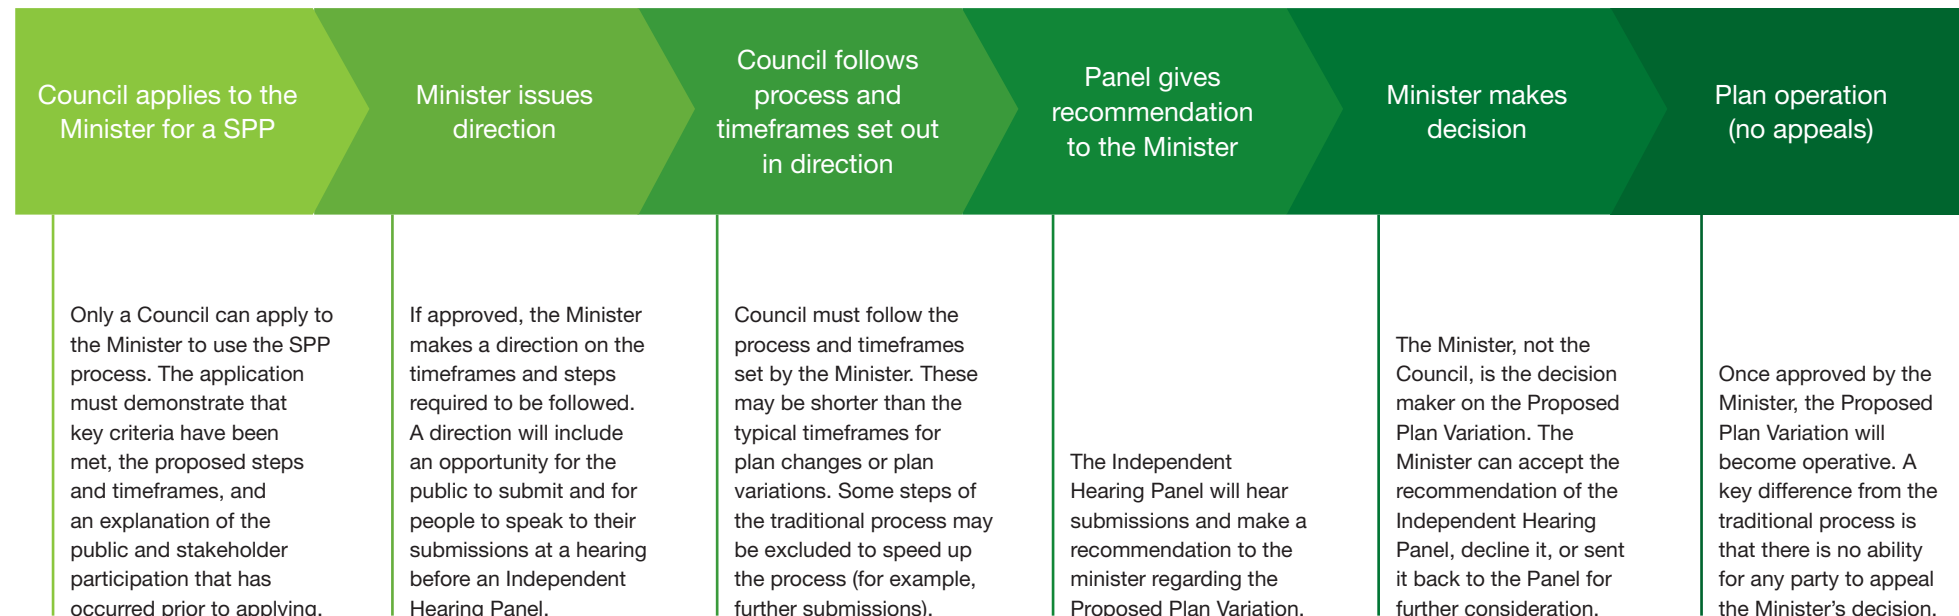 Council applies to the
Minister for a SPP
Minister issues
direction
Council follows
process and
timeframes set out
in direction
Panel gives
recommendation
to the Minister
Minister makes
decision
Plan operation
(no appeals)
Only a Council can apply to
the Minister to use the SPP
process. The application
must demonstrate that
key criteria have been
met, the proposed steps
and timeframes, and
an explanation of the
public and stakeholder
participation that has
occurred prior to applying.
If approved, the Minister
makes a direction on the
timeframes and steps
required to be followed.
A direction will include
an opportunity for the
public to submit and for
people to speak to their
submissions at a hearing
before an Independent
Hearing Panel.
Council must follow the
process and timeframes
set by the Minister. These
may be shorter than the
typical timeframes for
plan changes or plan
variations. Some steps of
the traditional process may
be excluded to speed up
the process (for example,
further submissions).
The Independent
Hearing Panel will hear
submissions and make a
recommendation to the
minister regarding the
Proposed Plan Variation.
The Minister, not the
Council, is the decision
maker on the Proposed
Plan Variation. The
Minister can accept the
recommendation of the
Independent Hearing
Panel, decline it, or sent
it back to the Panel for
further consideration.
Once approved by the
Minister, the Proposed
Plan Variation will
become operative. A
key difference from the
traditional process is
that there is no ability
for any party to appeal
the Minister's decision.